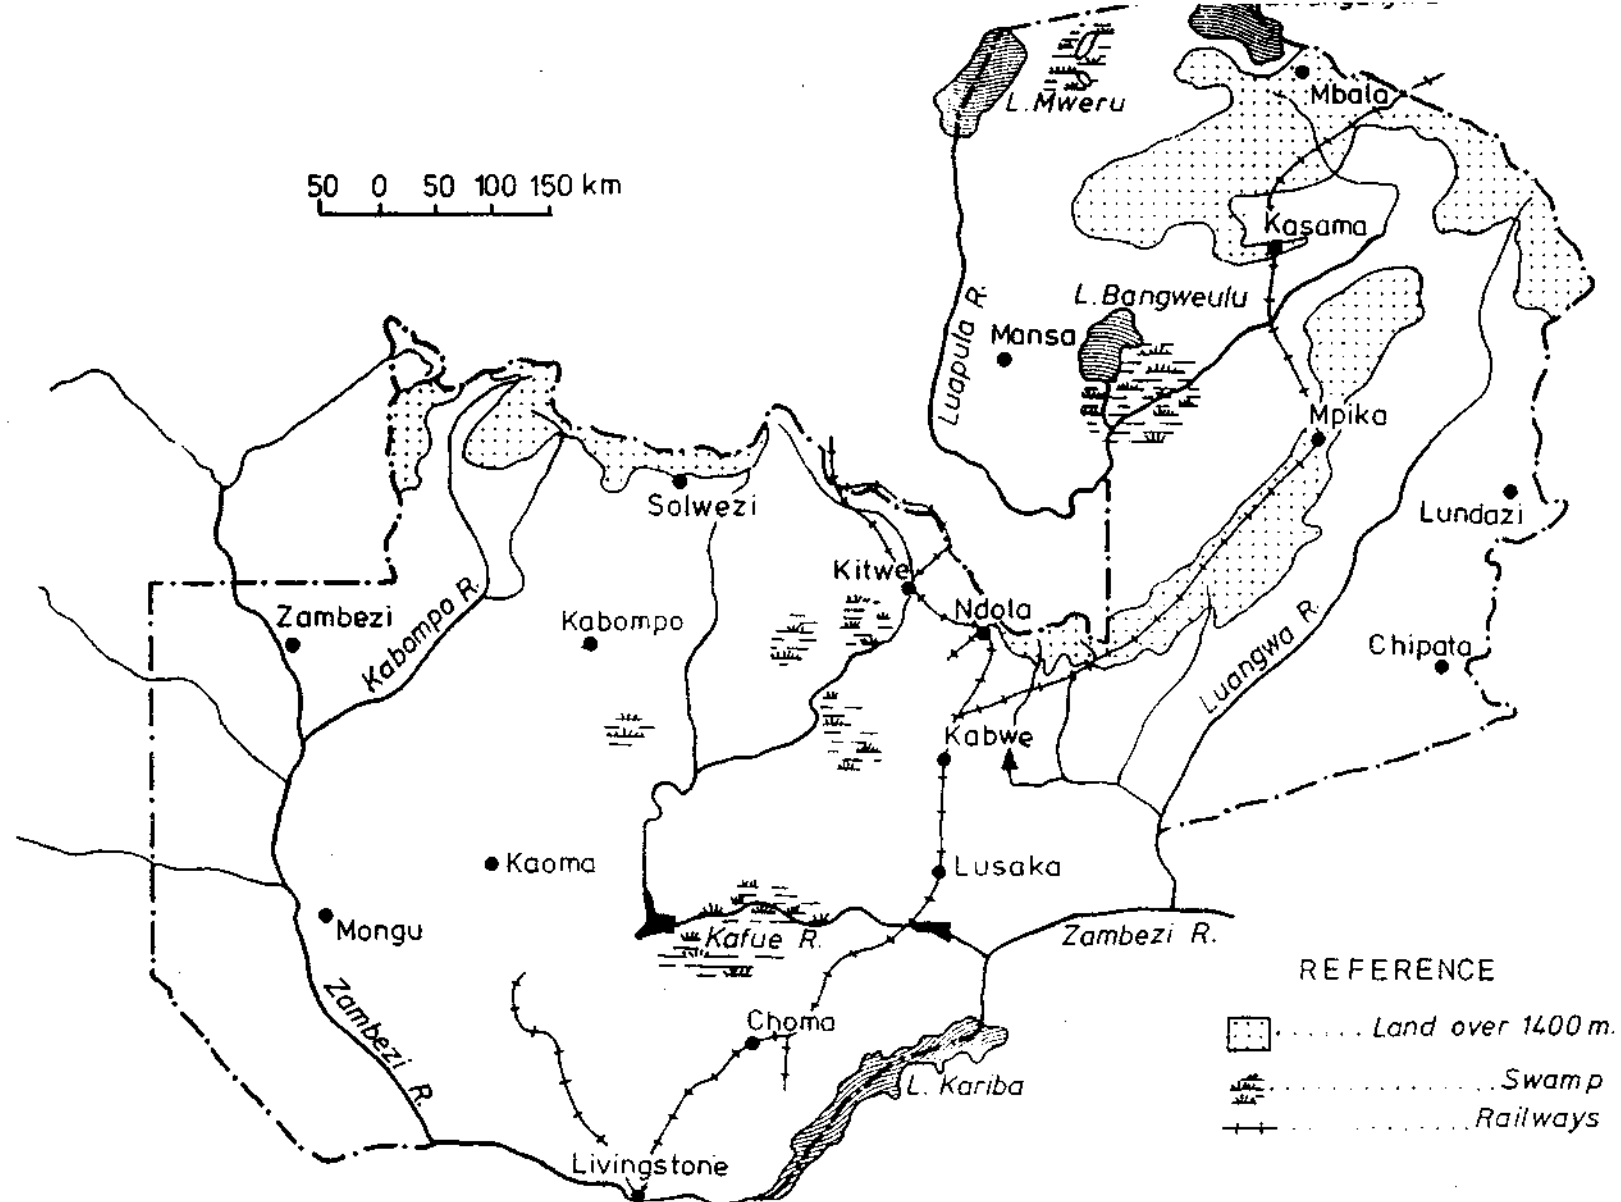 L. Mweru
Mbala
50 0 50 100 150 km
Kasama
L. Bangweulu
Luapula R.
Mansa
Mpika
Solwezi
Lundazi
Kitwe
Ndola
Zambezi
Kabompo R.
Kabompo
Chipata
Luangwa R.
Kabwe
Kaoma
Lusaka
Mongu
Kafue R.
Zambezi R.
Zambezi R.
REFERENCE
Land over 1400 m.
Choma
L. Kariba
Swamp
Railways
Livingstone